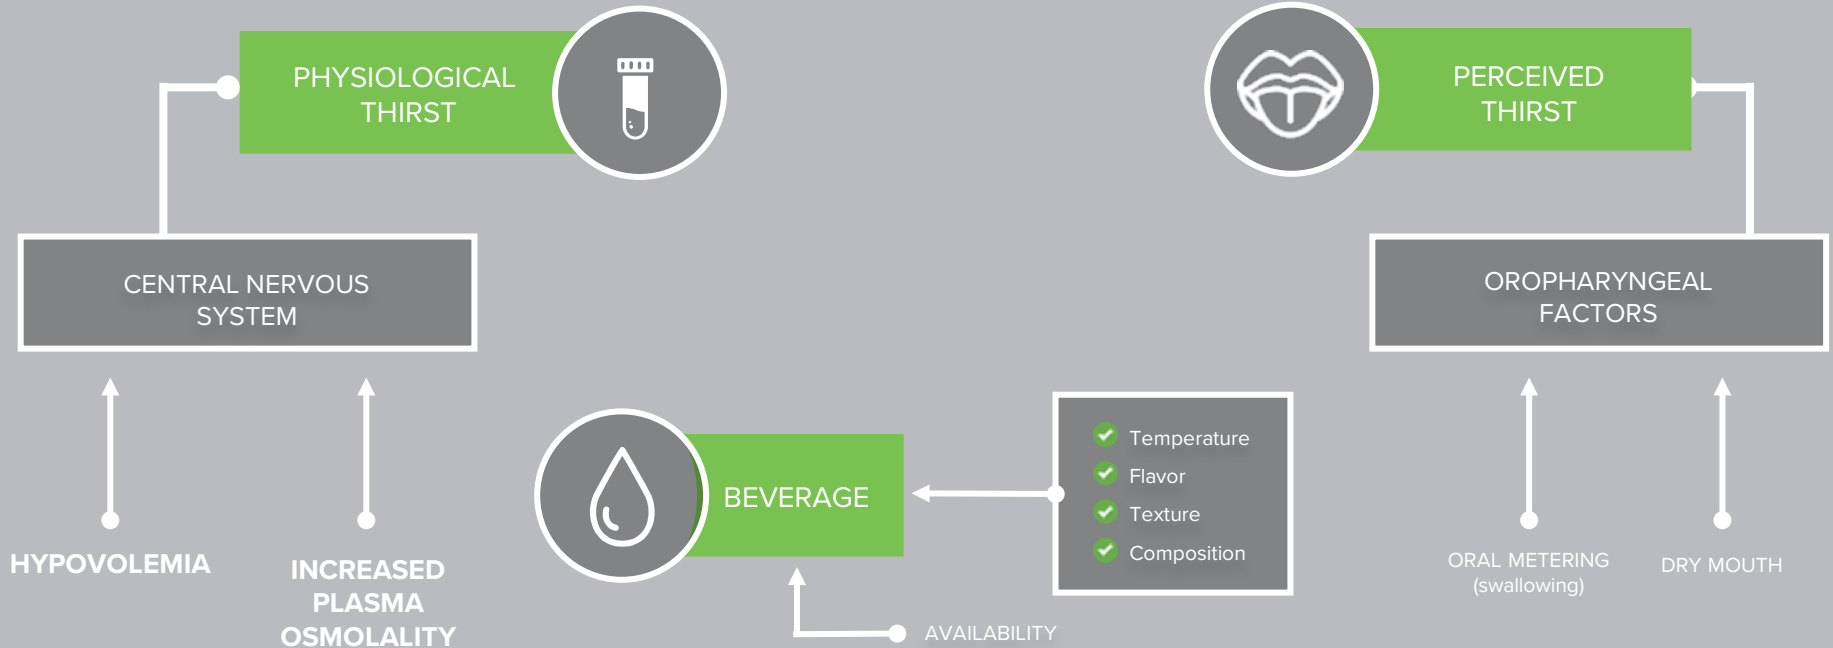 PHYSIOLOGICAL
THIRST
PERCEIVED
THIRST
CENTRAL NERVOUS
SYSTEM
OROPHARYNGEAL
FACTORS
HYPOVOLEMIA
INCREASED
PLASMA
OSMOLALITY
BEVERAGE
Temperature
Flavor
Texture
Composition
AVAILABILITY
ORAL METERING
(swallowing)
DRY MOUTH